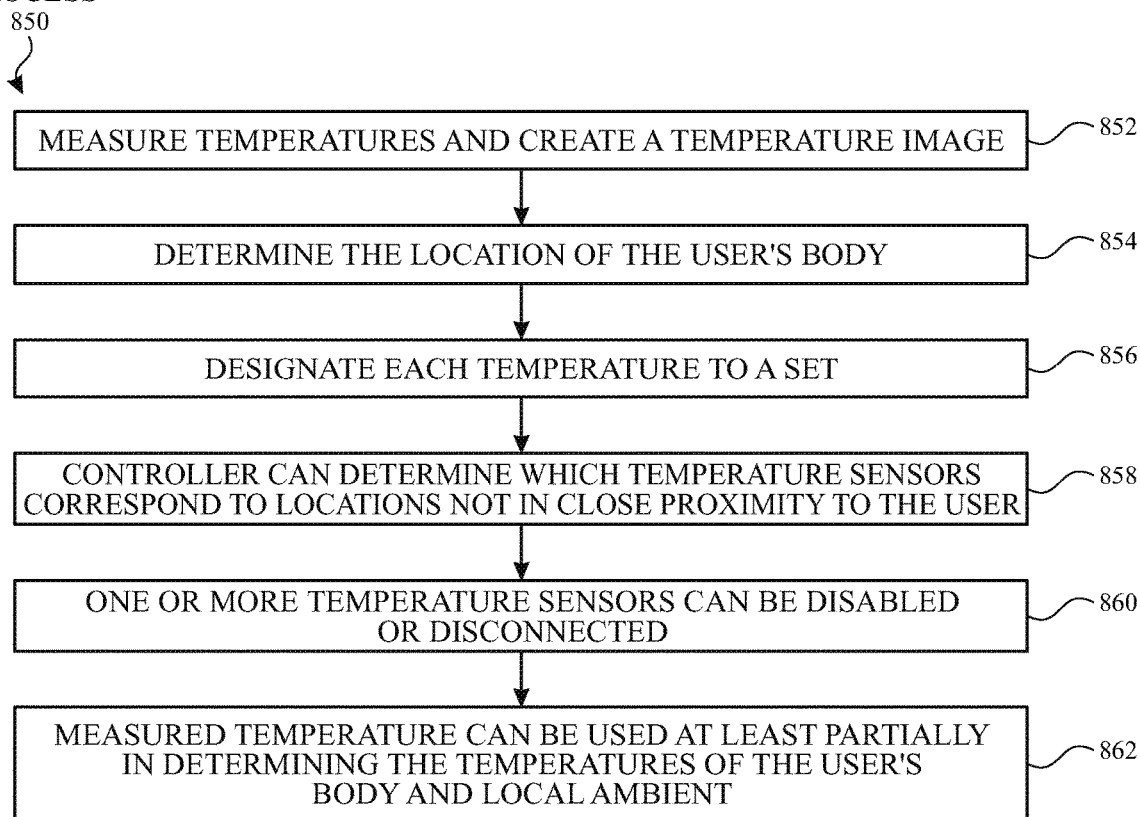 850
MEASURE TEMPERATURES AND CREATE A TEMPERATURE IMAGE
852
DETERMINE THE LOCATION OF THE USER'S BODY
854
DESIGNATE EACH TEMPERATURE TO A SET
856
CONTROLLER CAN DETERMINE WHICH TEMPERATURE SENSORS
CORRESPOND TO LOCATIONS NOT IN CLOSE PROXIMITY TO THE USER
858
ONE OR MORE TEMPERATURE SENSORS CAN BE DISABLED
OR DISCONNECTED
860
MEASURED TEMPERATURE CAN BE USED AT LEAST PARTIALLY
IN DETERMINING THE TEMPERATURES OF THE USER'S
BODY AND LOCAL AMBIENT
862